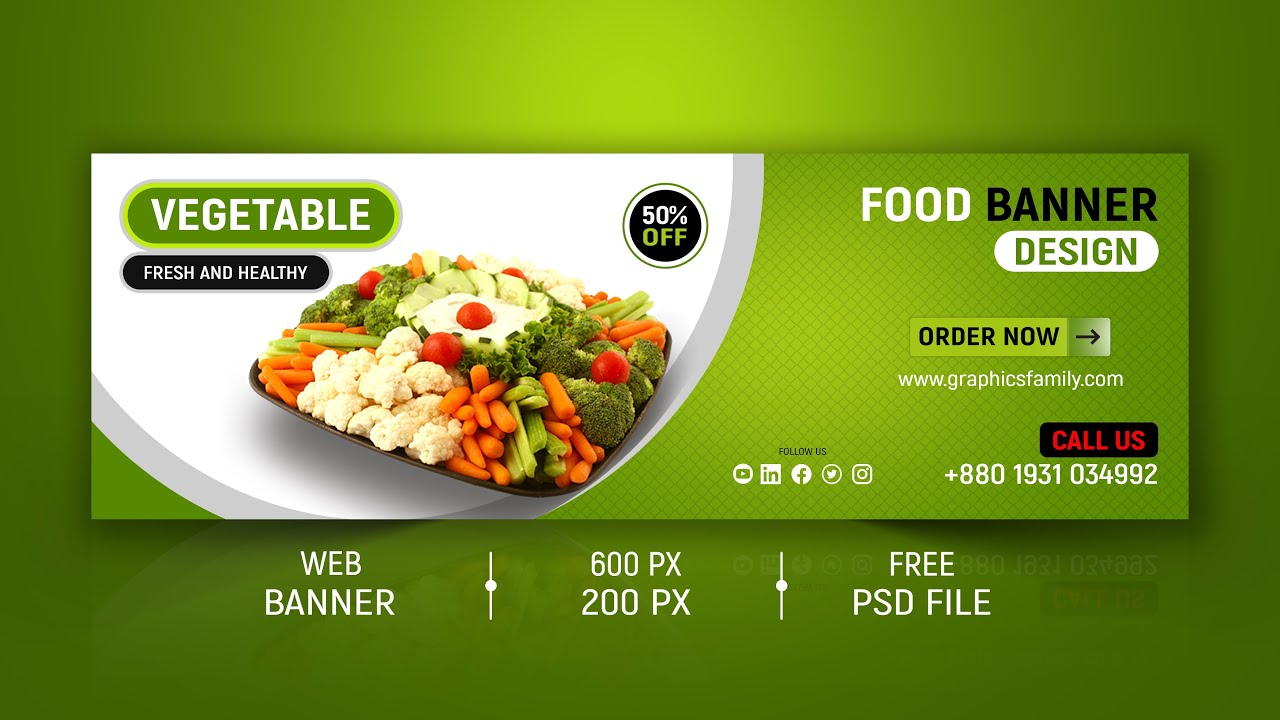 VEGETABLE
FRESH AND HEALTHY
50%
OFF
FOOD BANNER
DESIGN
ORDER NOW
www.graphicsfamily.com
CALL US
+880 1931 034992
FOLLOW US
WEB
BANNER
600 PX
200 PX
FREE
PSD FILE